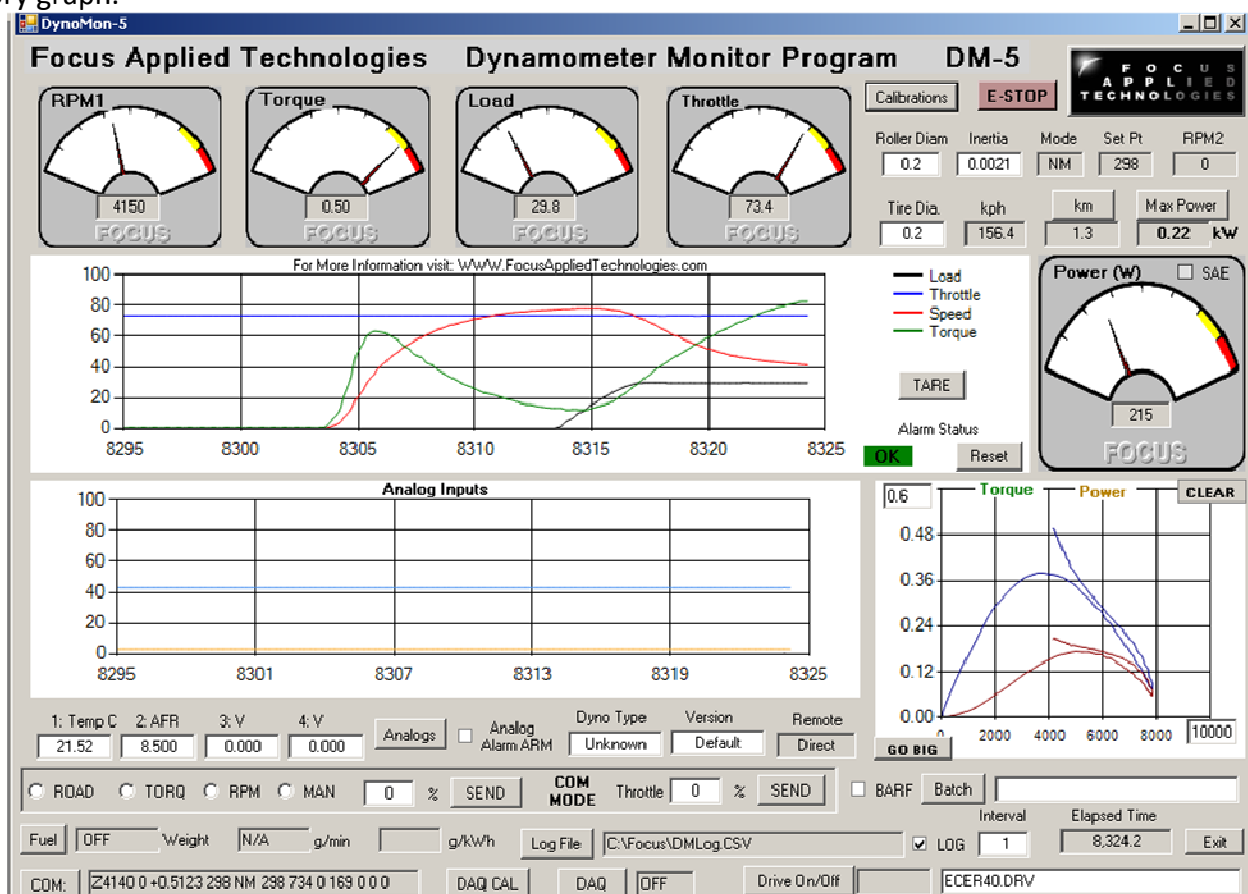 ory graph.
DynoMon-5
Focus Applied Technologies Dynamometer Monitor Program DM-5
FOCUS
APPLIED
TECHNOLOGIES
RPM1
4150
FOCUS
Torque
0.50
FOCUS
Load
29.8
FOCUS
Throttle
73.4
FOCUS
Calibrations E-STOP
Roller Diam Inertia Mode Set Pt RPM2
0.2 0.0021 NM 298 0
Tire Dia. kph km Max Power
0.2 156.4 1.3 0.22 kW
For More Information visit: WWW.FocusAppliedTechnologies.com
100
80
60
40
20
0
8295 8300 8305 8310 8315 8320 8325
Load
Throttle
Speed
Torque
TARE
Alarm Status
OK Reset
Power (W) SAE
215
FOCUS
Analog Inputs
100
80
60
40
20
0
8295 8301 8307 8313 8319 8325
0.6 Torque Power CLEAR
0.48
0.36
0.24
0.12
0.00
0 2000 4000 6000 8000 10000
GO BIG
1: Temp C 2: AFR 3: V 4: V
21.52 8.500 0.000 0.000
Analogs
Analog
Alarm ARM
Dyno Type Version Remote
Unknown Default Direct
ROAD TORQ RPM MAN 0 % SEND COM MODE Throttle 0 % SEND
BARF Batch
Interval Elapsed Time
Fuel OFF Weight N/A g/min g/kWh Log File C:\Focus\DMLog.CSV LOG 1 8,324.2 Exit
COM: Z4140 0 +0.5123 298 NM 298 734 0 169 0 0 0 DAQ CAL DAQ OFF Drive On/Off ECER40.DRV